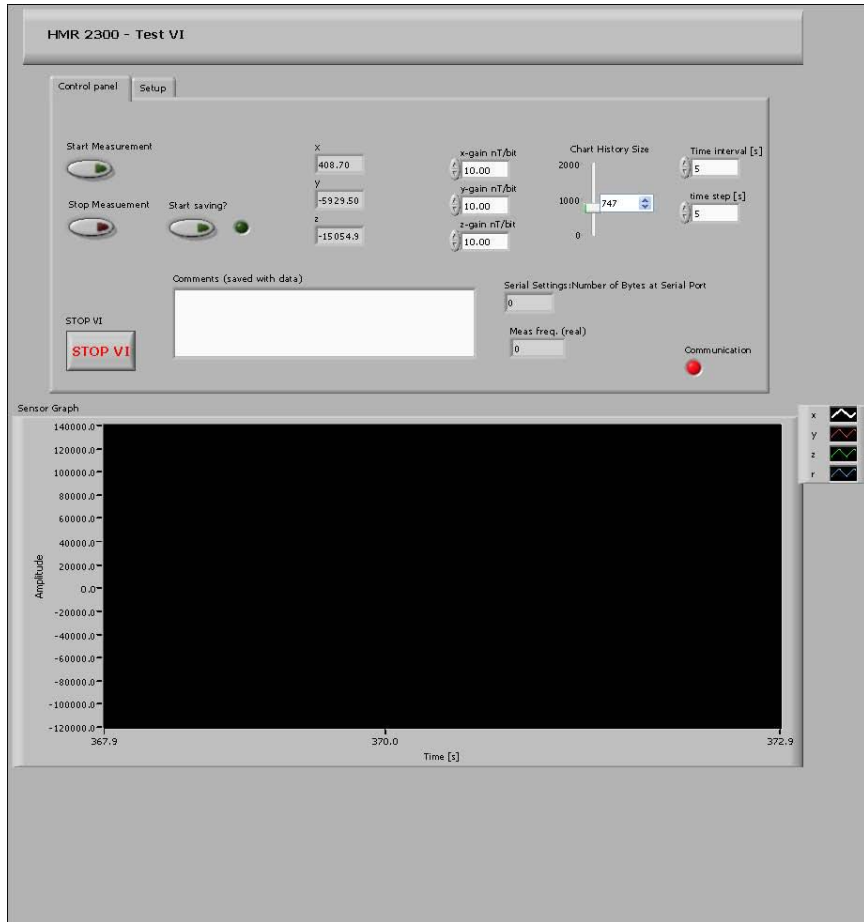 HMR 2300 - Test VI
Control panel
Setup
Start Measurement
Stop Measuement
Start saving?
x
408.70
y
-5929.50
z
-15054.9
x-gain nT/bit
10.00
y-gain nT/bit
10.00
z-gain nT/bit
10.00
Chart History Size
2000
1000
747
0
Time interval [s]
5
time step [s]
5
Comments (saved with data)
Serial Settings:Number of Bytes at Serial Port
0
Meas freq. (real)
0
STOP VI
STOP VI
Communication
Sensor Graph
x
y
z
r
140000.0
120000.0
100000.0
80000.0
60000.0
40000.0
20000.0
0.0
-20000.0
-40000.0
-60000.0
-80000.0
-100000.0
-120000.0
Amplitude
367.9 370.0 372.9
Time [s]